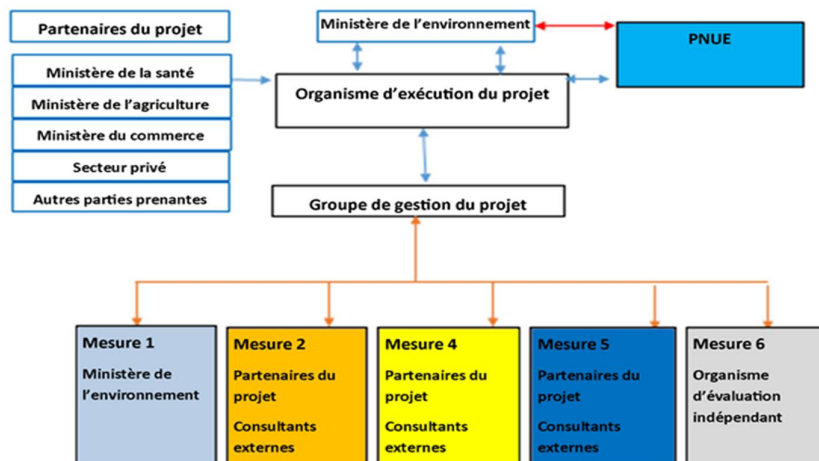 Partenaires du projet
Ministère de la santé
Ministère de l'agriculture
Ministère du commerce
Secteur privé
Autres parties prenantes
Ministère de l'environnement
PNUE
Organisme d'exécution du projet
Groupe de gestion du projet
Mesure 1
Ministère de
l'environnement
Mesure 2
Partenaires du
projet
Consultants
externes
Mesure 4
Partenaires du
projet
Consultants
externes
Mesure 5
Partenaires du
projet
Consultants
externes
Mesure 6
Organisme
d'évaluation
indépendant